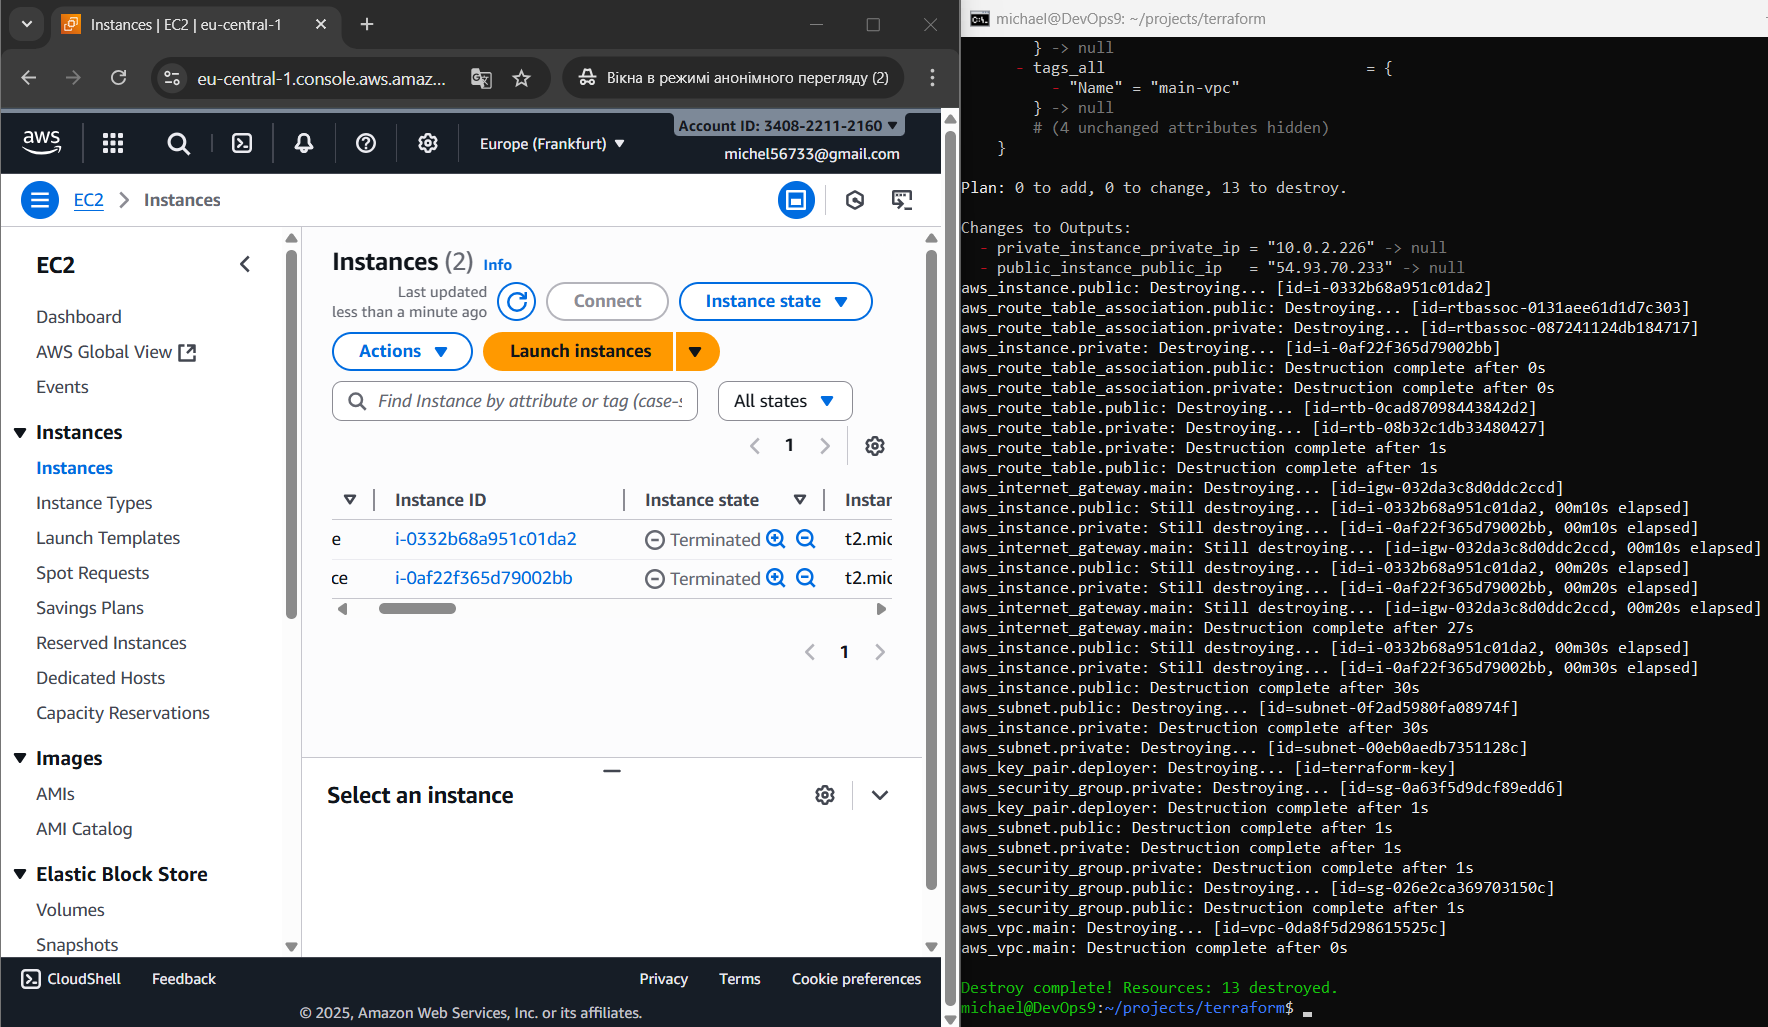 Instances | EC2 | eu-central-1
eu-central-1.console.aws.amaz...
Вікна в режимі анонімного перегляду (2)
aws
Europe (Frankfurt)
Account ID: 3408-2211-2160
michel56733@gmail.com
EC2
Instances
EC2
Dashboard
AWS Global View
Events
Instances
Instances
Instance Types
Launch Templates
Spot Requests
Savings Plans
Reserved Instances
Dedicated Hosts
Capacity Reservations
Images
AMIs
AMI Catalog
Elastic Block Store
Volumes
Snapshots
Instances (2) Info
Last updated
less than a minute ago
Connect
Instance state
Actions
Launch instances
Find Instance by attribute or tag (case-s
All states
1
Instance ID Instance state Instar
e i-0332b68a951c01da2 Terminated t2.mic
ce i-0af22f365d79002bb Terminated t2.mic
1
Select an instance
CloudShell Feedback Privacy Terms Cookie preferences
© 2025, Amazon Web Services, Inc. or its affiliates.
michael@DevOps9: ~/projects/terraform
} -> null
- tags_all = {
- "Name" = "main-vpc"
} -> null
# (4 unchanged attributes hidden)
}
Plan: 0 to add, 0 to change, 13 to destroy.
Changes to Outputs:
- private_instance_private_ip = "10.0.2.226" -> null
- public_instance_public_ip = "54.93.70.233" -> null
aws_instance.public: Destroying... [id=i-0332b68a951c01da2]
aws_route_table_association.public: Destroying... [id=rtbassoc-0131aee61d1d7c303]
aws_route_table_association.private: Destroying... [id=rtbassoc-087241124db184717]
aws_instance.private: Destroying... [id=i-0af22f365d79002bb]
aws_route_table_association.public: Destruction complete after 0s
aws_route_table_association.private: Destruction complete after 0s
aws_route_table.public: Destroying... [id=rtb-0cad87098443842d2]
aws_route_table.private: Destroying... [id=rtb-08b32c1db33480427]
aws_route_table.private: Destruction complete after 1s
aws_route_table.public: Destruction complete after 1s
aws_internet_gateway.main: Destroying... [id=igw-032da3c8d0ddc2ccd]
aws_instance.public: Still destroying... [id=i-0332b68a951c01da2, 00m10s elapsed]
aws_instance.private: Still destroying... [id=i-0af22f365d79002bb, 00m10s elapsed]
aws_internet_gateway.main: Still destroying... [id=igw-032da3c8d0ddc2ccd, 00m10s elapsed]
aws_instance.public: Still destroying... [id=i-0332b68a951c01da2, 00m20s elapsed]
aws_instance.private: Still destroying... [id=i-0af22f365d79002bb, 00m20s elapsed]
aws_internet_gateway.main: Still destroying... [id=igw-032da3c8d0ddc2ccd, 00m20s elapsed]
aws_internet_gateway.main: Destruction complete after 27s
aws_instance.public: Still destroying... [id=i-0332b68a951c01da2, 00m30s elapsed]
aws_instance.private: Still destroying... [id=i-0af22f365d79002bb, 00m30s elapsed]
aws_instance.public: Destruction complete after 30s
aws_subnet.public: Destroying... [id=subnet-0f2ad5980fa08974f]
aws_instance.private: Destruction complete after 30s
aws_subnet.private: Destroying... [id=subnet-00eb0aedb7351128c]
aws_key_pair.deployer: Destroying... [id=terraform-key]
aws_security_group.private: Destroying... [id=sg-0a63f5d9dcf89edd6]
aws_key_pair.deployer: Destruction complete after 1s
aws_subnet.public: Destruction complete after 1s
aws_subnet.private: Destruction complete after 1s
aws_security_group.private: Destruction complete after 1s
aws_security_group.public: Destroying... [id=sg-026e2ca369703150c]
aws_security_group.public: Destruction complete after 1s
aws_vpc.main: Destroying... [id=vpc-0da8f5d298615525c]
aws_vpc.main: Destruction complete after 0s
Destroy complete! Resources: 13 destroyed.
michael@DevOps9:~/projects/terraform$